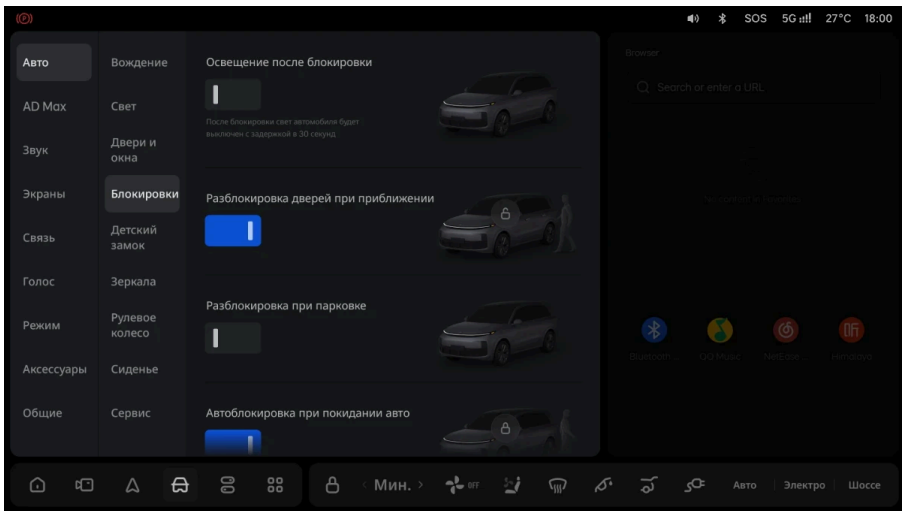 (P)
SOS 5G 27°C 18:00
Авто
AD Max
Звук
Экраны
Связь
Голос
Режим
Аксессуары
Общие
Вождение
Свет
Двери и
окна
Блокировки
Детский
замок
Зеркала
Рулевое
колесо
Сиденье
Сервис
Освещение после блокировки
После блокировки свет автомобиля будет
выключен с задержкой в 30 секунд
Разблокировка дверей при приближении
Разблокировка при парковке
Автоблокировка при покидании авто
Browser
Search or enter a URL
Bluetooth...
QQ Music
NetEase...
Himalaya
Мин.
OFF
Авто
Электро
Шоссе